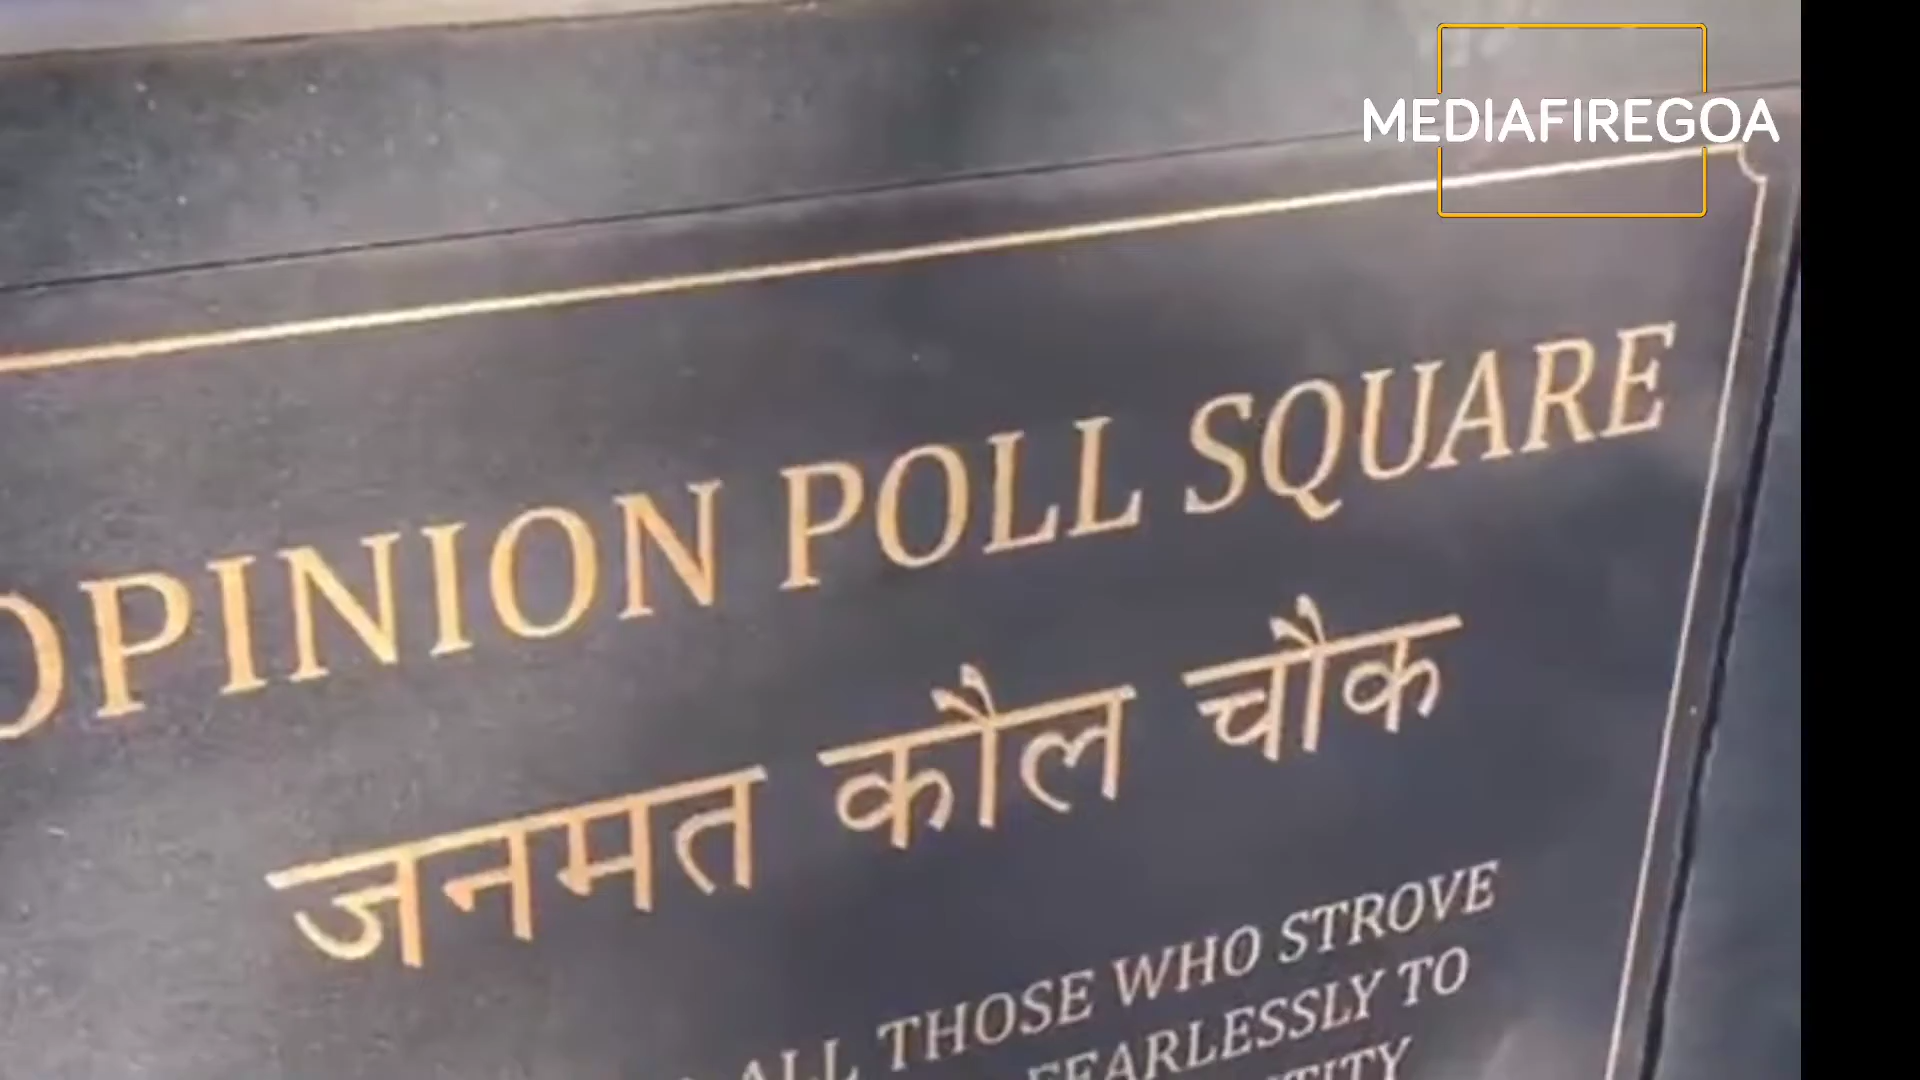 MEDIAFIREGOA
OPINION POLL SQUARE
जनमत कौल चौक
ALL THOSE WHO STROVE
FEARLESSLY TO